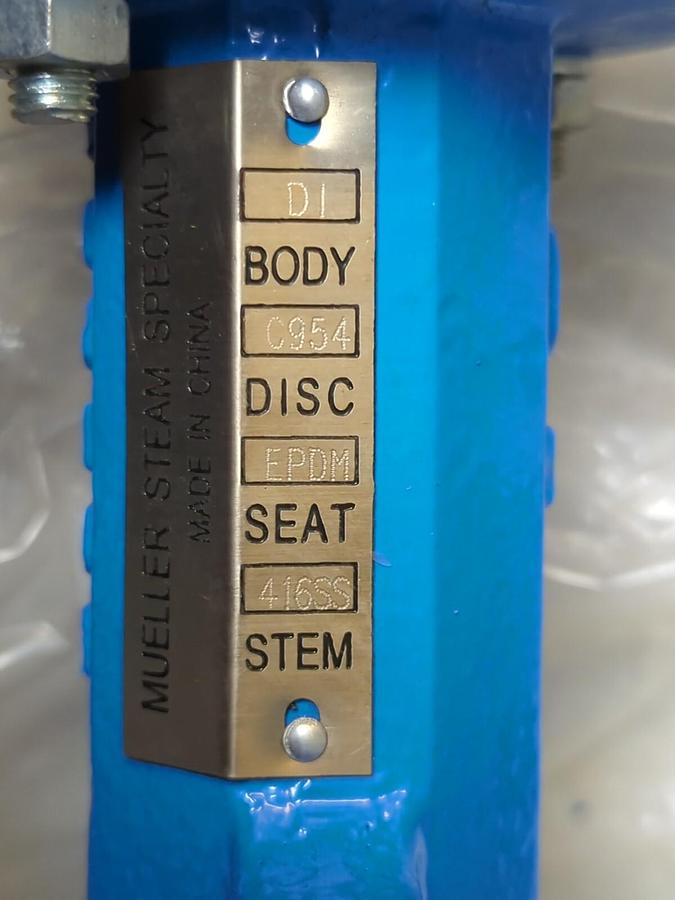 MUELLER STEAM SPECIALTY
MADE IN CHINA
DI
BODY
C954
DISC
EPDM
SEAT
416SS
STEM